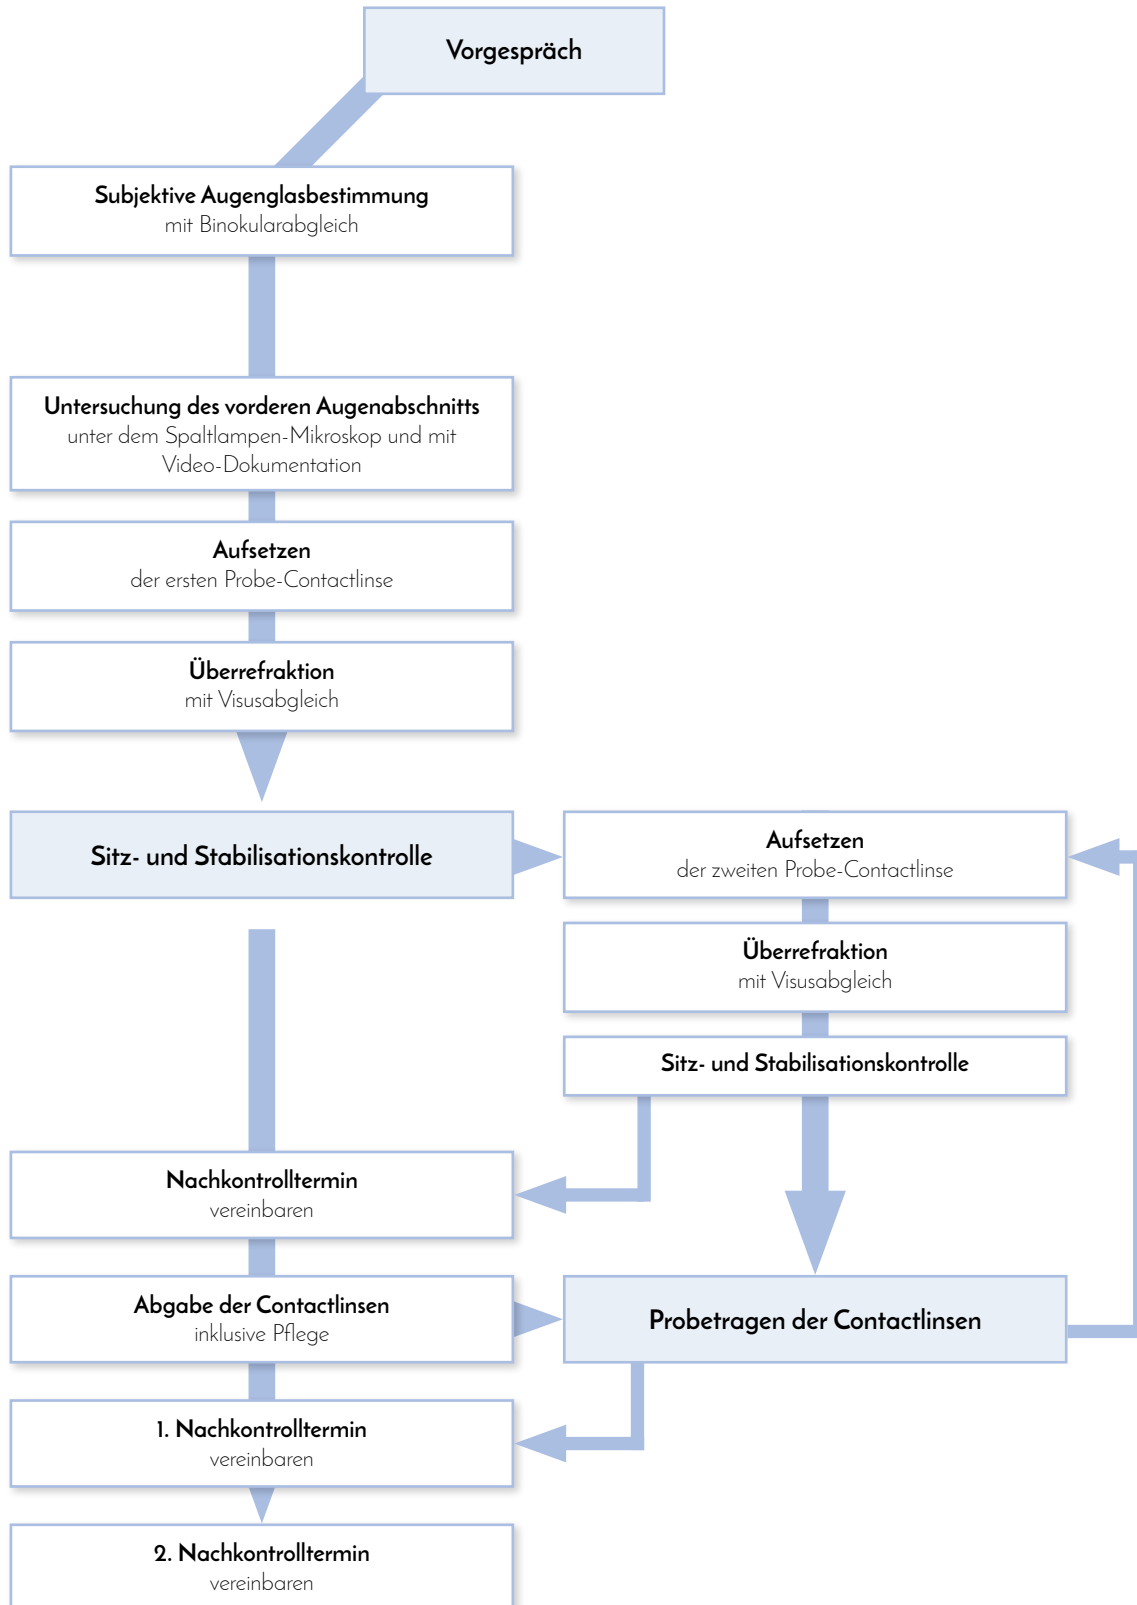 Vorgespräch
Subjektive Augenglasbestimmung
mit Binokularabgleich
Untersuchung des vorderen Augenabschnitts
unter dem Spaltlampen-Mikroskop und mit
Video-Dokumentation
Aufsetzen
der ersten Probe-Contactlinse
Überrefraktion
mit Visusabgleich
Sitz- und Stabilisationskontrolle
Aufsetzen
der zweiten Probe-Contactlinse
Überrefraktion
mit Visusabgleich
Sitz- und Stabilisationskontrolle
Nachkontrolltermin
vereinbaren
Abgabe der Contactlinsen
inklusive Pflege
Probetragen der Contactlinsen
1. Nachkontrolltermin
vereinbaren
2. Nachkontrolltermin
vereinbaren